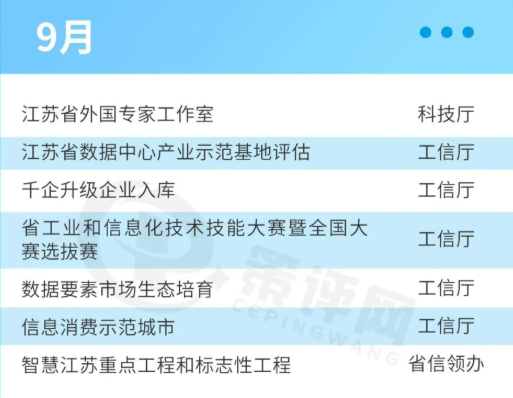 9月
江苏省外国专家工作室 科技厅
江苏省数据中心产业示范基地评估 工信厅
千企升级企业入库 工信厅
省工业和信息化技术技能大赛暨全国大
赛选拔赛 工信厅
数据要素市场生态培育 工信厅
信息消费示范城市 工信厅
智慧江苏重点工程和标志性工程 省信领办
策评网
CEPINGWANG